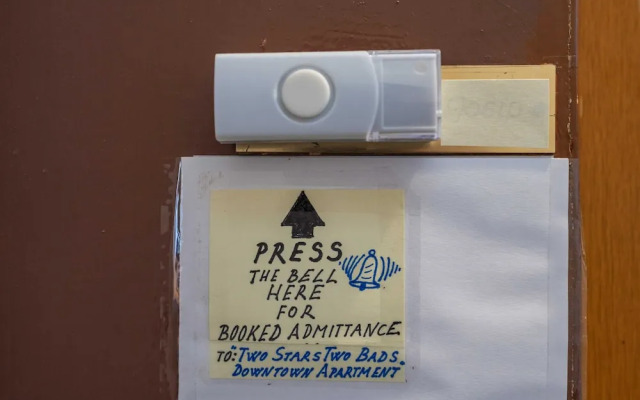 PRESS
THE BELL
HERE
FOR
BOOKED ADMITTANCE
TO: "TWO STARS TWO BADS.
DOWNTOWN APARTMENT"